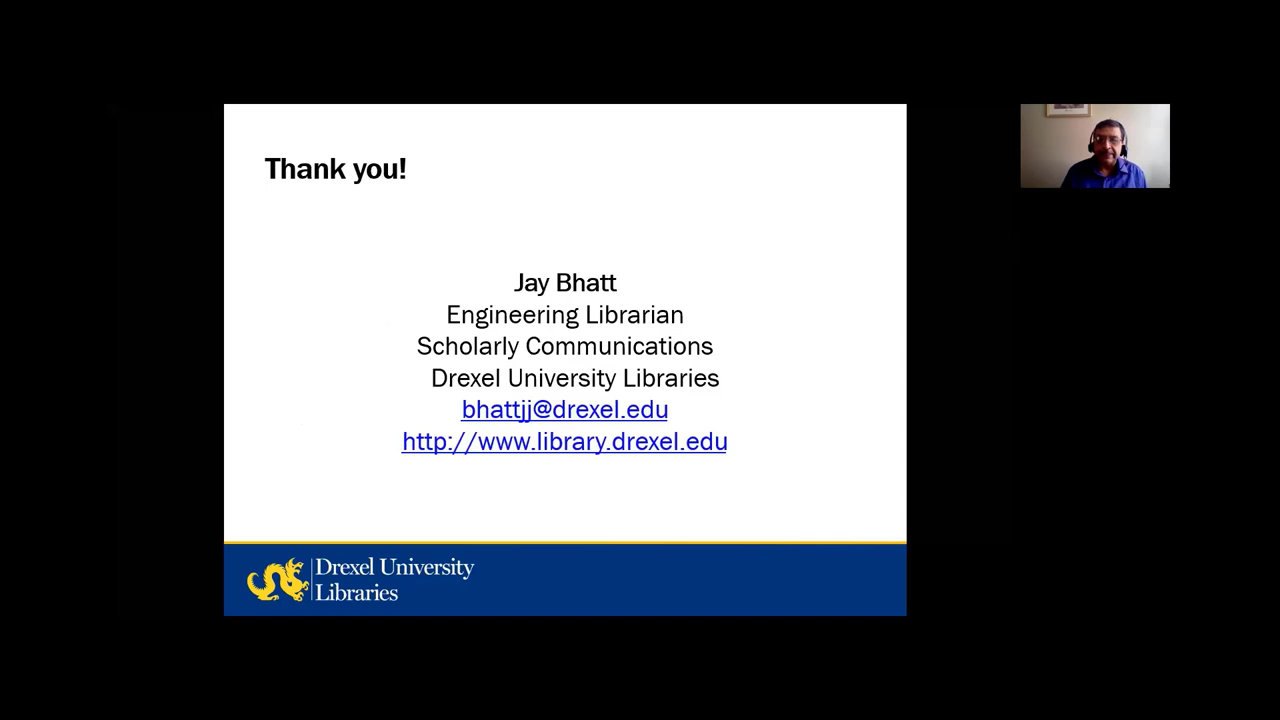 Thank you!
Jay Bhatt
Engineering Librarian
Scholarly Communications
Drexel University Libraries
bhattjj@drexel.edu
http://www.library.drexel.edu
Drexel University
Libraries